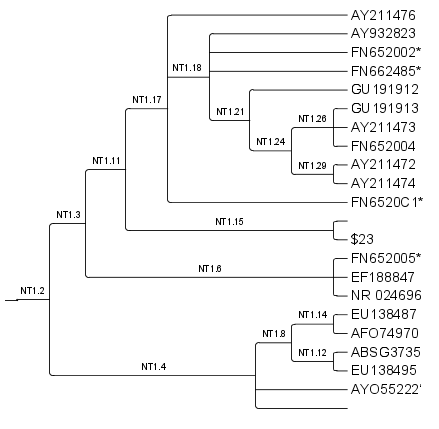 AY211476
AY932823
FN652002*
NT1.18
FN662485*
GU191912
NT1.17
NT1.21
GU191913
NT1.26
AY211473
NT1.24
FN652004
NT1.11
AY211472
NT1.29
AY211474
FN6520C1*
NT1.3
NT1.15
$23
FN652005*
NT1.6
EF188847
NT1.2
NR 024696
NT1.14
EU138487
AFO74970
NT1.8
ABSG3735
NT1.12
NT1.4
EU138495
AYO55222'